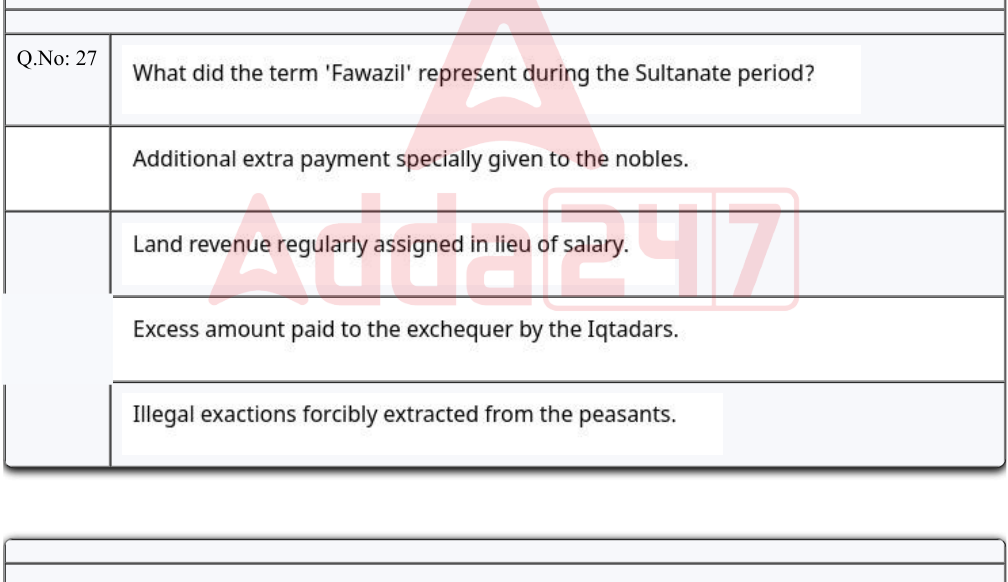 Q.No: 27
What did the term 'Fawazil' represent during the Sultanate period?
Additional extra payment specially given to the nobles.
Land revenue regularly assigned in lieu of salary.
Adda247
Excess amount paid to the exchequer by the Iqtadars.
Illegal exactions forcibly extracted from the peasants.